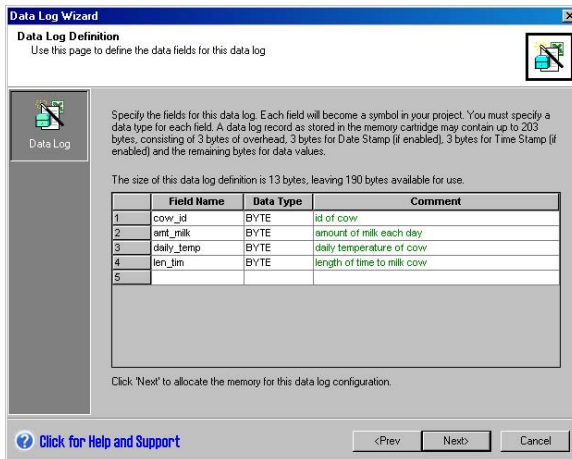 Data Log Wizard
Data Log Definition
Use this page to define the data fields for this data log
Data Log
Specify the fields for this data log. Each field will become a symbol in your project. You must specify a
data type for each field. A data log record as stored in the memory cartridge may contain up to 203
bytes, consisting of 3 bytes of overhead, 3 bytes for Date Stamp (if enabled), 3 bytes for Time Stamp (if
enabled) and the remaining bytes for data values.
The size of this data log definition is 13 bytes, leaving 190 bytes available for use.
Field Name Data Type Comment
1 cow_id BYTE id of cow
2 amt_milk BYTE amount of milk each day
3 daily_temp BYTE daily temperature of cow
4 len_tim BYTE length of time to milk cow
5
Click 'Next' to allocate the memory for this data log configuration.
Click for Help and Support <Prev Next> Cancel